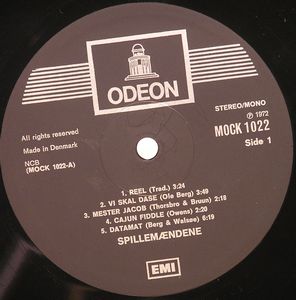 ODEON
STEREO/MONO
℗ 1972
MOCK 1022
Side 1
All rights reserved
Made in Denmark
NCB
(MOCK 1022-A)
1. REEL (Trad.) 3:24
2. VI SKAL DASE (Ole Berg) 3:49
3. MESTER JACOB (Thorsbro & Bruun) 2:18
4. CAJUN FIDDLE (Owens) 2:20
5. DATAMAT (Berg & Walsøe) 6:19
SPILLEMÆNDENE
EMI